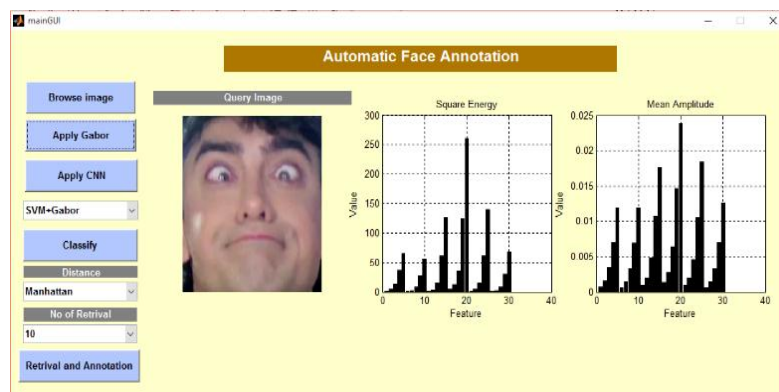 mainGUI
Automatic Face Annotation
Browse image
Apply Gabor
Apply CNN
SVM+Gabor
Classify
Distance
Manhattan
No of Retrival
10
Retrival and Annotation
Query Image
Square Energy
300
250
200
150
100
50
0
Value
0 10 20 30 40
Feature
Mean Amplitude
0.025
0.02
0.015
0.01
0.005
0
Value
0 10 20 30 40
Feature